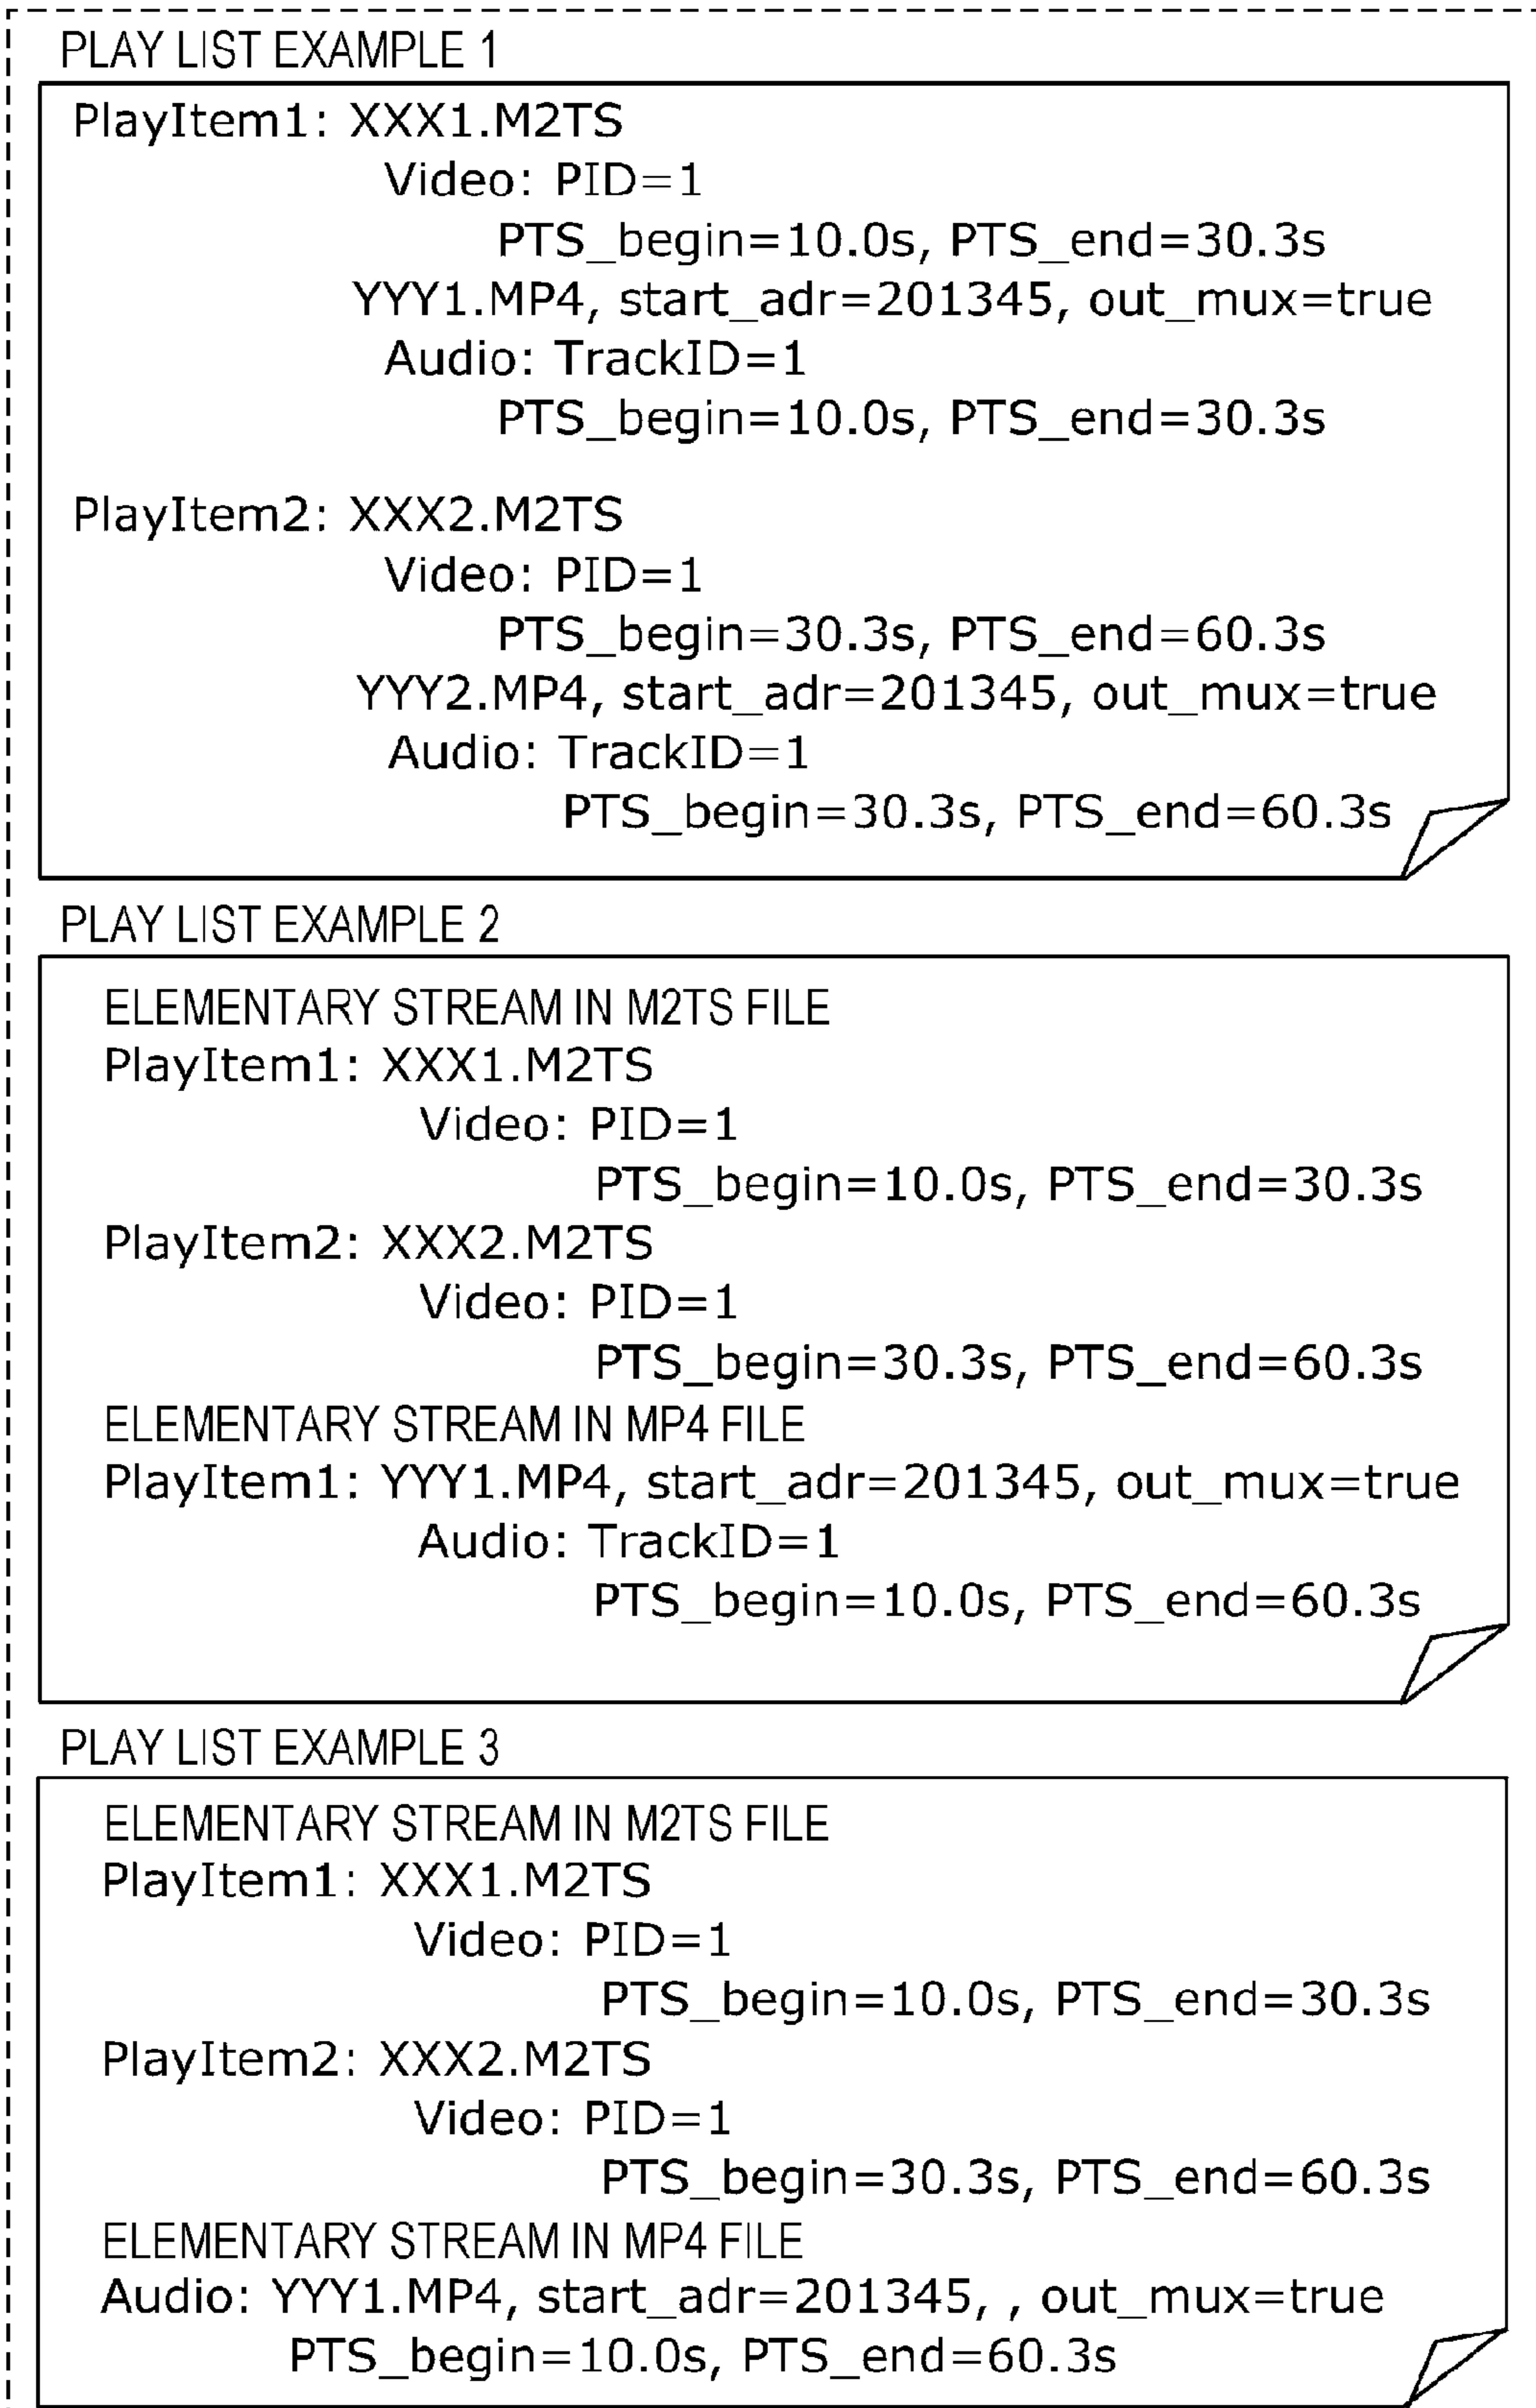 PLAY LIST EXAMPLE 1
PlayItem1: XXX1.M2TS
Video: PID=1
PTS_begin=10.0s, PTS_end=30.3s
YYY1.MP4, start_adr=201345, out_mux=true
Audio: TrackID=1
PTS_begin=10.0s, PTS_end=30.3s
PlayItem2: XXX2.M2TS
Video: PID=1
PTS_begin=30.3s, PTS_end=60.3s
YYY2.MP4, start_adr=201345, out_mux=true
Audio: TrackID=1
PTS_begin=30.3s, PTS_end=60.3s
PLAY LIST EXAMPLE 2
ELEMENTARY STREAM IN M2TS FILE
PlayItem1: XXX1.M2TS
Video: PID=1
PTS_begin=10.0s, PTS_end=30.3s
PlayItem2: XXX2.M2TS
Video: PID=1
PTS_begin=30.3s, PTS_end=60.3s
ELEMENTARY STREAM IN MP4 FILE
PlayItem1: YYY1.MP4, start_adr=201345, out_mux=true
Audio: TrackID=1
PTS_begin=10.0s, PTS_end=60.3s
PLAY LIST EXAMPLE 3
ELEMENTARY STREAM IN M2TS FILE
PlayItem1: XXX1.M2TS
Video: PID=1
PTS_begin=10.0s, PTS_end=30.3s
PlayItem2: XXX2.M2TS
Video: PID=1
PTS_begin=30.3s, PTS_end=60.3s
ELEMENTARY STREAM IN MP4 FILE
Audio: YYY1.MP4, start_adr=201345, , out_mux=true
PTS_begin=10.0s, PTS_end=60.3s